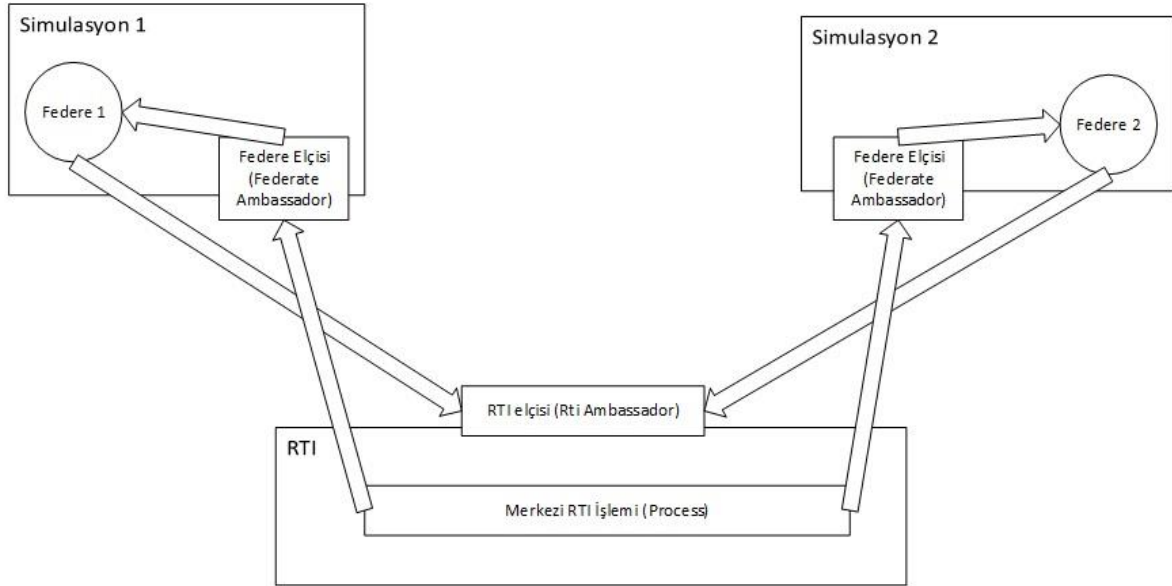 Simulasyon 1
Federe 1
Federe Elçisi
(Federate
Ambassador)
Simulasyon 2
Federe 2
Federe Elçisi
(Federate
Ambassador)
RTI elçisi (Rti Ambassador)
RTI
Merkezi RTI İşlemi (Process)